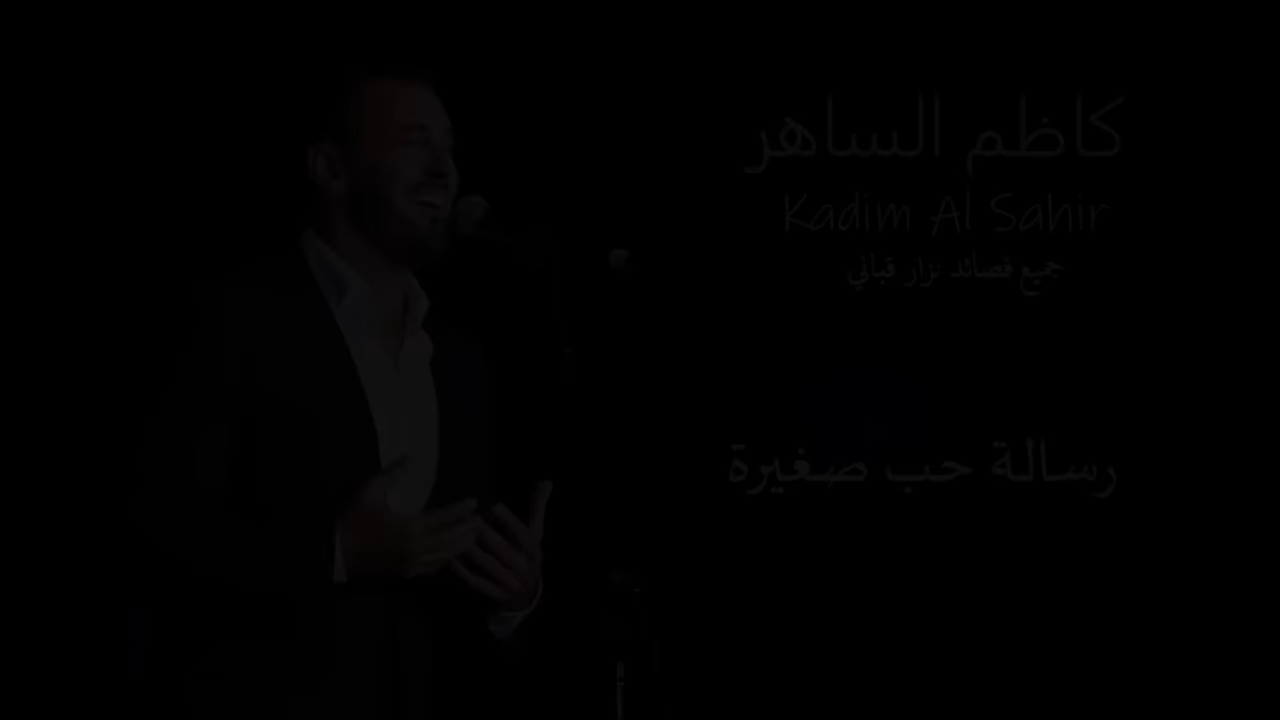 كاظم الساهر
Kadim Al Sahir
جميع قصائد نزار قباني
رسالة حب صغيرة